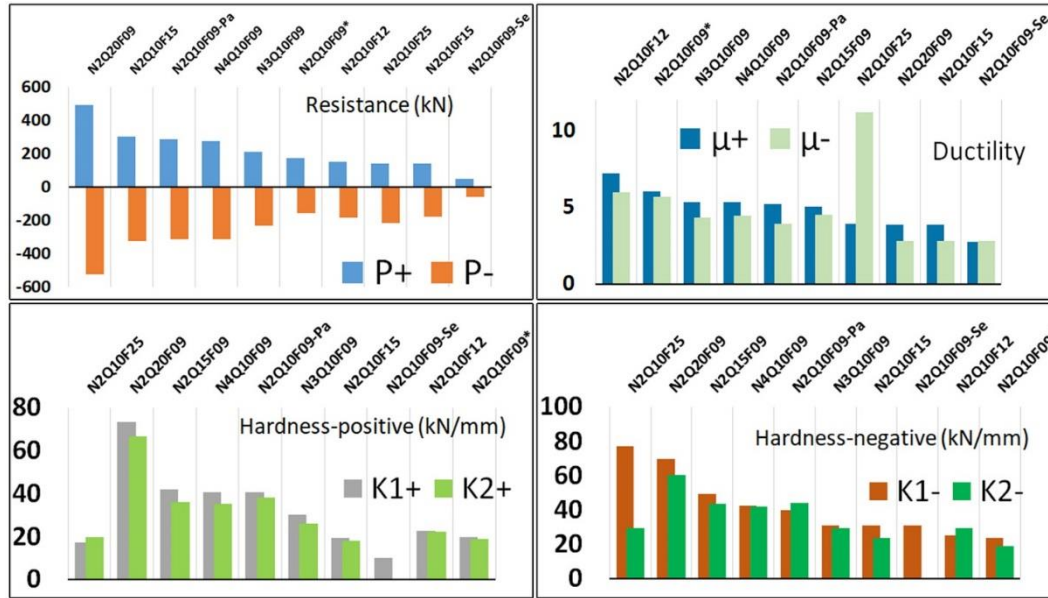 N2Q20F09
N2Q10F15
N2Q10F09-Pa
N4Q10F09
N3Q10F09
N2Q10F09*
N2Q10F12
N2Q10F25
N2Q10F15
N2Q10F09-Se
600
400
200
0
-200
-400
-600
Resistance (kN)
P+ P-
N2Q10F12
N2Q10F09*
N3Q10F09
N4Q10F09
N2Q10F09-Pa
N2Q15F09
N2Q10F25
N2Q20F09
N2Q10F15
N2Q10F09-Se
10
5
0
μ+ μ-
Ductility
N2Q10F25
N2Q20F09
N2Q15F09
N4Q10F09
N2Q10F09-Pa
N3Q10F09
N2Q10F15
N2Q10F09-Se
N2Q10F12
N2Q10F09*
80
60
40
20
0
Hardness-positive (kN/mm)
K1+ K2+
N2Q10F25
N2Q20F09
N2Q15F09
N4Q10F09
N2Q10F09-Pa
N3Q10F09
N2Q10F15
N2Q10F09-Se
N2Q10F12
N2Q10F09*
100
80
60
40
20
0
Hardness-negative (kN/mm)
K1- K2-